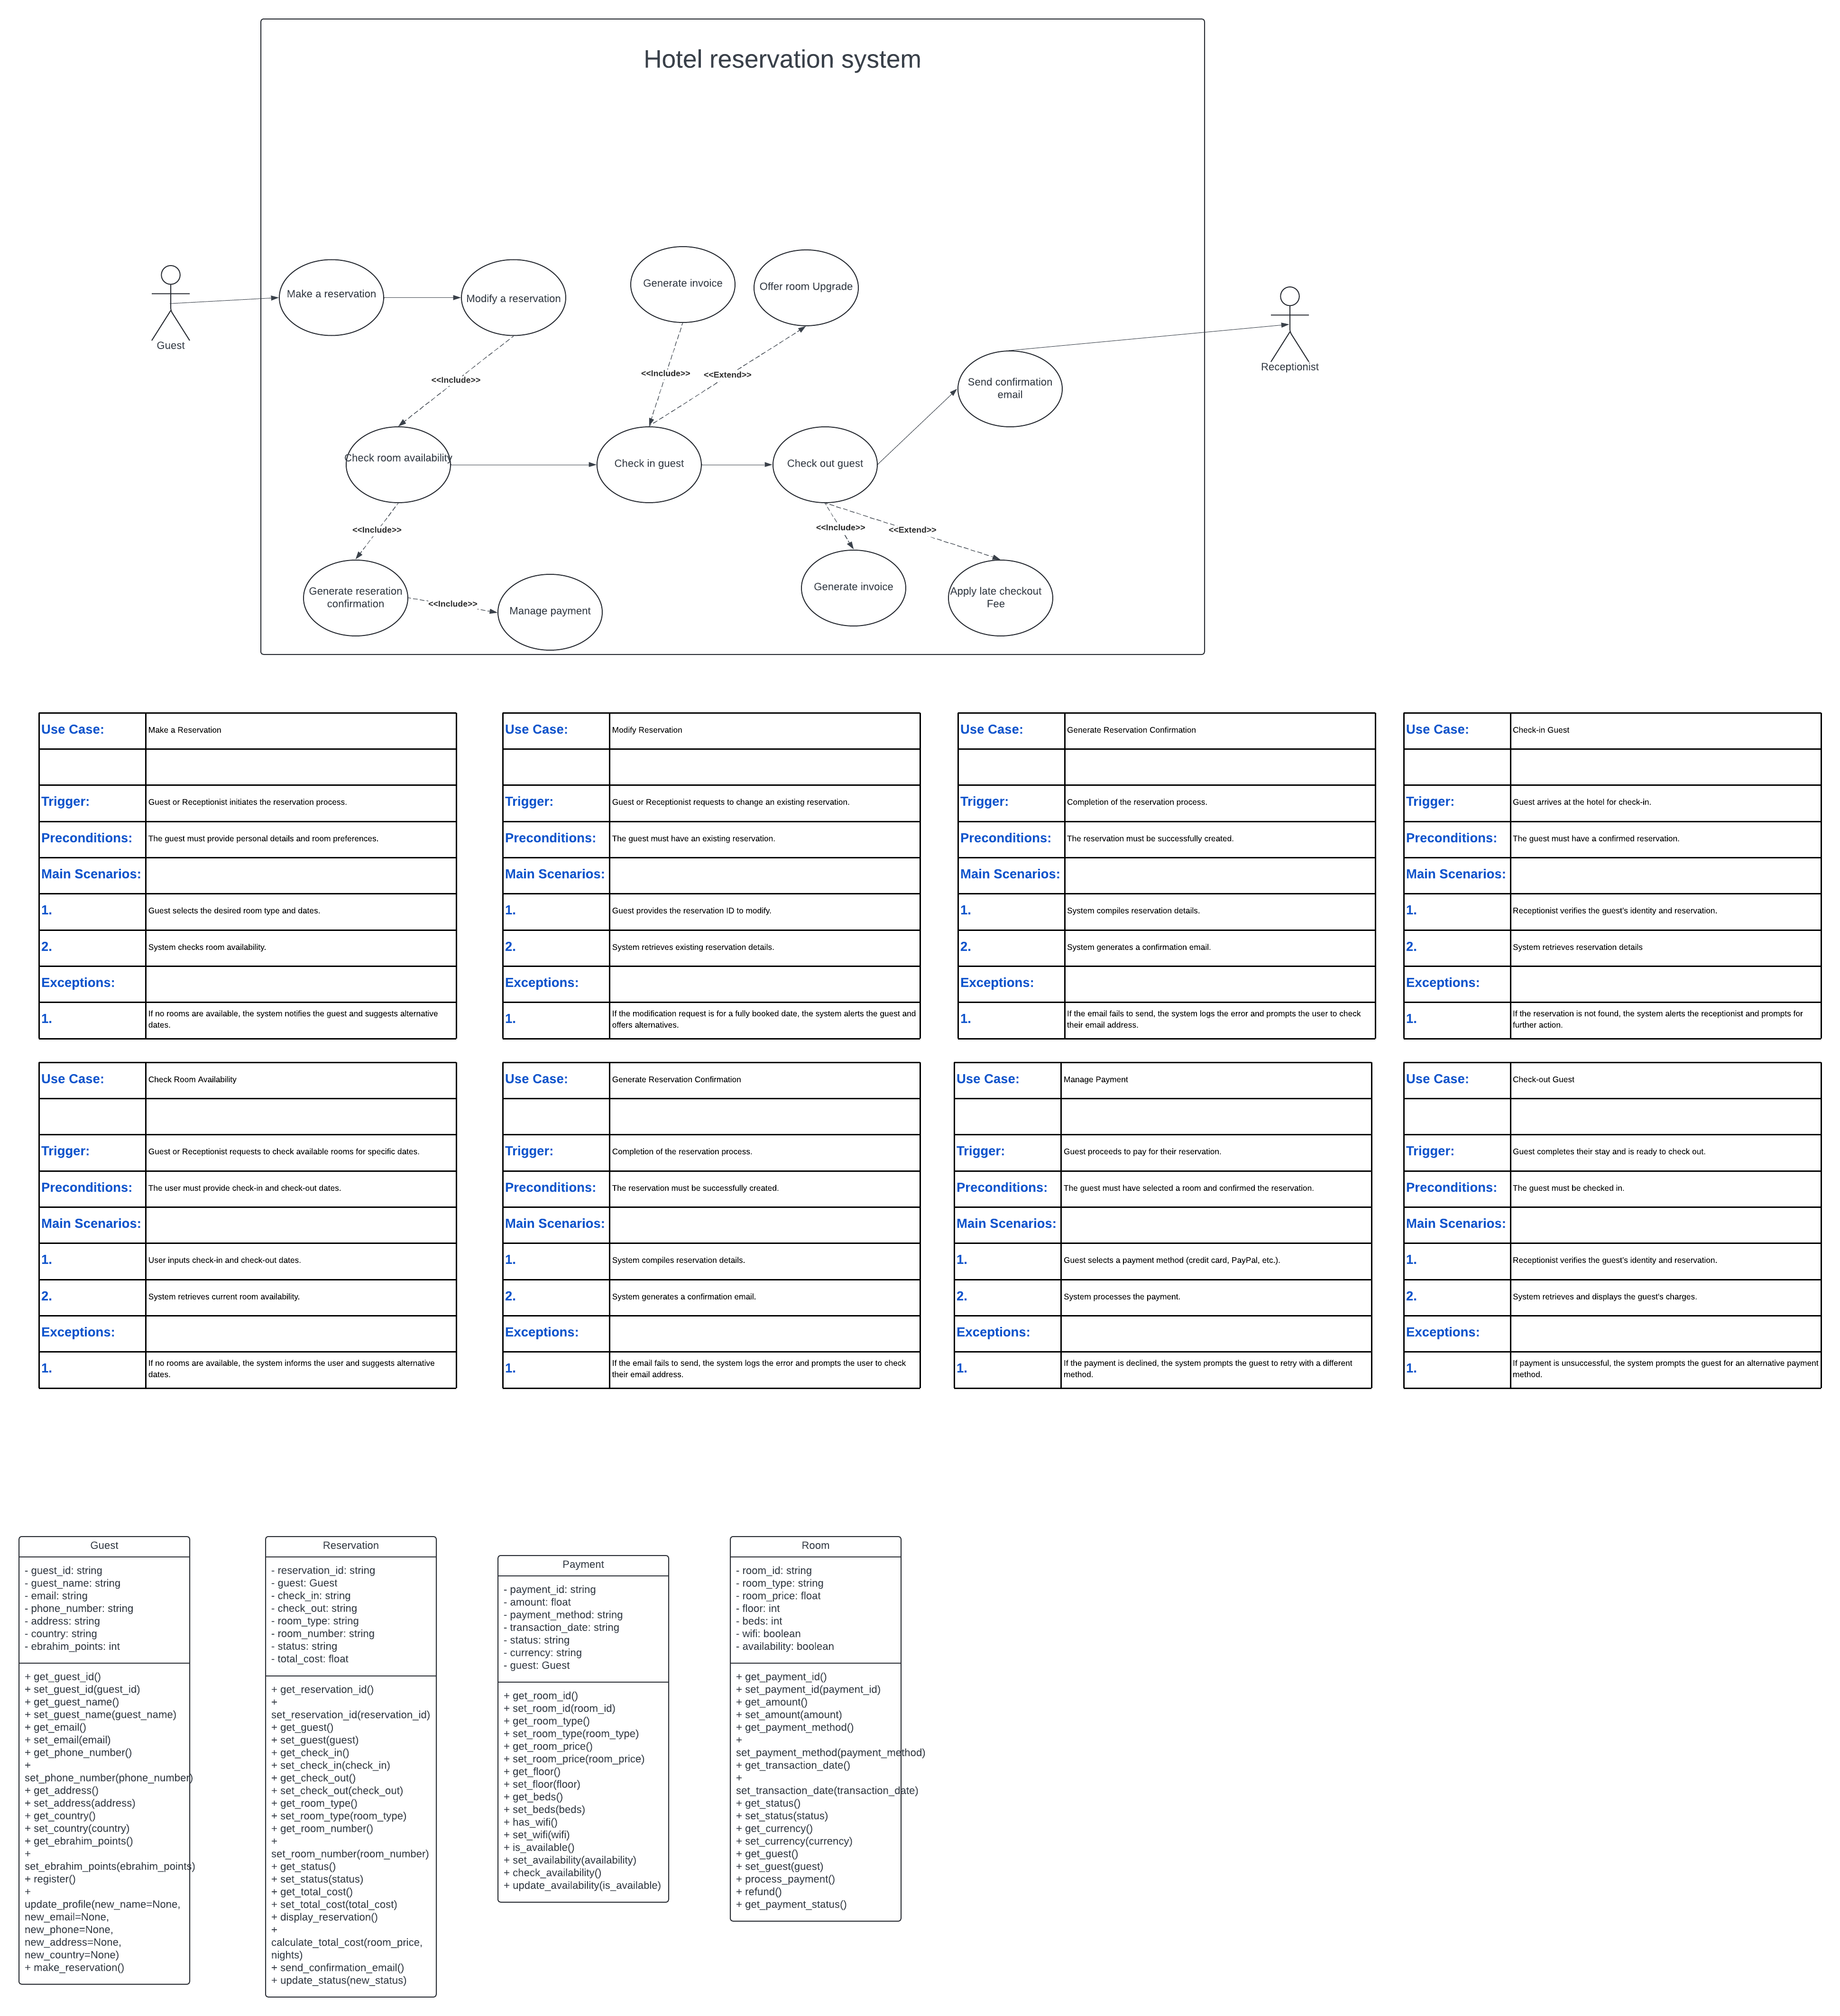 Hotel reservation system
Guest
Make a reservation
Modify a reservation
Generate invoice
Offer room Upgrade
Receptionist
<<Include>>
<<Include>>
<<Extend>>
Send confirmation
email
Check room availability
Check in guest
Check out guest
<<Include>>
<<Include>>
<<Extend>>
Generate reseration
confirmation
<<Include>>
Manage payment
Generate invoice
Apply late checkout
Fee
Use Case:
Make a Reservation
Trigger:
Guest or Receptionist initiates the reservation process.
Preconditions:
The guest must provide personal details and room preferences.
Main Scenarios:
1.
Guest selects the desired room type and dates.
2.
System checks room availability.
Exceptions:
1.
If no rooms are available, the system notifies the guest and suggests alternative
dates.
Use Case:
Modify Reservation
Trigger:
Guest or Receptionist requests to change an existing reservation.
Preconditions:
The guest must have an existing reservation.
Main Scenarios:
1.
Guest provides the reservation ID to modify.
2.
System retrieves existing reservation details.
Exceptions:
1.
If the modification request is for a fully booked date, the system alerts the guest and
offers alternatives.
Use Case:
Generate Reservation Confirmation
Trigger:
Completion of the reservation process.
Preconditions:
The reservation must be successfully created.
Main Scenarios:
1.
System compiles reservation details.
2.
System generates a confirmation email.
Exceptions:
1.
If the email fails to send, the system logs the error and prompts the user to check
their email address.
Use Case:
Check-in Guest
Trigger:
Guest arrives at the hotel for check-in.
Preconditions:
The guest must have a confirmed reservation.
Main Scenarios:
1.
Receptionist verifies the guest's identity and reservation.
2.
System retrieves reservation details
Exceptions:
1.
If the reservation is not found, the system alerts the receptionist and prompts for
further action.
Use Case:
Check Room Availability
Trigger:
Guest or Receptionist requests to check available rooms for specific dates.
Preconditions:
The user must provide check-in and check-out dates.
Main Scenarios:
1.
User inputs check-in and check-out dates.
2.
System retrieves current room availability.
Exceptions:
1.
If no rooms are available, the system informs the user and suggests alternative
dates.
Use Case:
Generate Reservation Confirmation
Trigger:
Completion of the reservation process.
Preconditions:
The reservation must be successfully created.
Main Scenarios:
1.
System compiles reservation details.
2.
System generates a confirmation email.
Exceptions:
1.
If the email fails to send, the system logs the error and prompts the user to check
their email address.
Use Case:
Manage Payment
Trigger:
Guest proceeds to pay for their reservation.
Preconditions:
The guest must have selected a room and confirmed the reservation.
Main Scenarios:
1.
Guest selects a payment method (credit card, PayPal, etc.).
2.
System processes the payment.
Exceptions:
1.
If the payment is declined, the system prompts the guest to retry with a different
method.
Use Case:
Check-out Guest
Trigger:
Guest completes their stay and is ready to check out.
Preconditions:
The guest must be checked in.
Main Scenarios:
1.
Receptionist verifies the guest's identity and reservation.
2.
System retrieves and displays the guest's charges.
Exceptions:
1.
If payment is unsuccessful, the system prompts the guest for an alternative payment
method.
Guest
- guest_id: string
- guest_name: string
- email: string
- phone_number: string
- address: string
- country: string
- ebrahim_points: int
+ get_guest_id()
+ set_guest_id(guest_id)
+ get_guest_name()
+ set_guest_name(guest_name)
+ get_email()
+ set_email(email)
+ get_phone_number()
+
set_phone_number(phone_number)
+ get_address()
+ set_address(address)
+ get_country()
+ set_country(country)
+ get_ebrahim_points()
+
set_ebrahim_points(ebrahim_points)
+ register()
+
update_profile(new_name=None,
new_email=None,
new_phone=None,
new_address=None,
new_country=None)
+ make_reservation()
Reservation
- reservation_id: string
- guest: Guest
- check_in: string
- check_out: string
- room_type: string
- room_number: string
- status: string
- total_cost: float
+ get_reservation_id()
+
set_reservation_id(reservation_id)
+ get_guest()
+ set_guest(guest)
+ get_check_in()
+ set_check_in(check_in)
+ get_check_out()
+ set_check_out(check_out)
+ get_room_type()
+ set_room_type(room_type)
+ get_room_number()
+
set_room_number(room_number)
+ get_status()
+ set_status(status)
+ get_total_cost()
+ set_total_cost(total_cost)
+ display_reservation()
+
calculate_total_cost(room_price,
nights)
+ send_confirmation_email()
+ update_status(new_status)
Payment
- payment_id: string
- amount: float
- payment_method: string
- transaction_date: string
- status: string
- currency: string
- guest: Guest
+ get_room_id()
+ set_room_id(room_id)
+ get_room_type()
+ set_room_type(room_type)
+ get_room_price()
+ set_room_price(room_price)
+ get_floor()
+ set_floor(floor)
+ get_beds()
+ set_beds(beds)
+ has_wifi()
+ set_wifi(wifi)
+ is_available()
+ set_availability(availability)
+ check_availability()
+ update_availability(is_available)
Room
- room_id: string
- room_type: string
- room_price: float
- floor: int
- beds: int
- wifi: boolean
- availability: boolean
+ get_payment_id()
+ set_payment_id(payment_id)
+ get_amount()
+ set_amount(amount)
+ get_payment_method()
+
set_payment_method(payment_method)
+ get_transaction_date()
+
set_transaction_date(transaction_date)
+ get_status()
+ set_status(status)
+ get_currency()
+ set_currency(currency)
+ get_guest()
+ set_guest(guest)
+ process_payment()
+ refund()
+ get_payment_status()